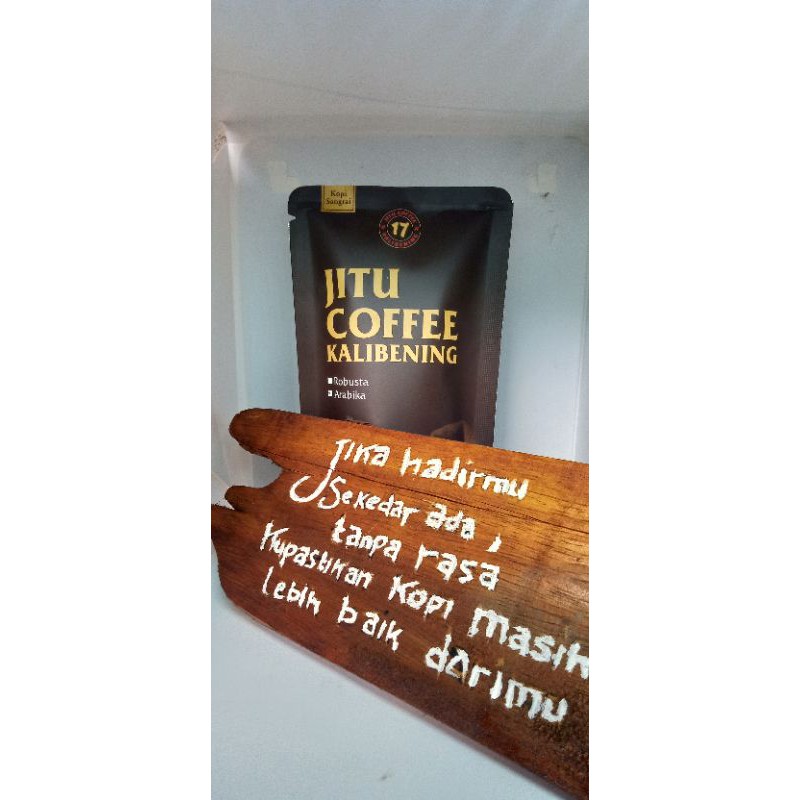 Kopi
Sangrai
17
JITU
COFFEE
KALIBENING
Robusta
Arabika
JIKA hadirmu
Sekedar ada,
tanpa rasa
Kupastikan Kopi masih
lebih baik darimu